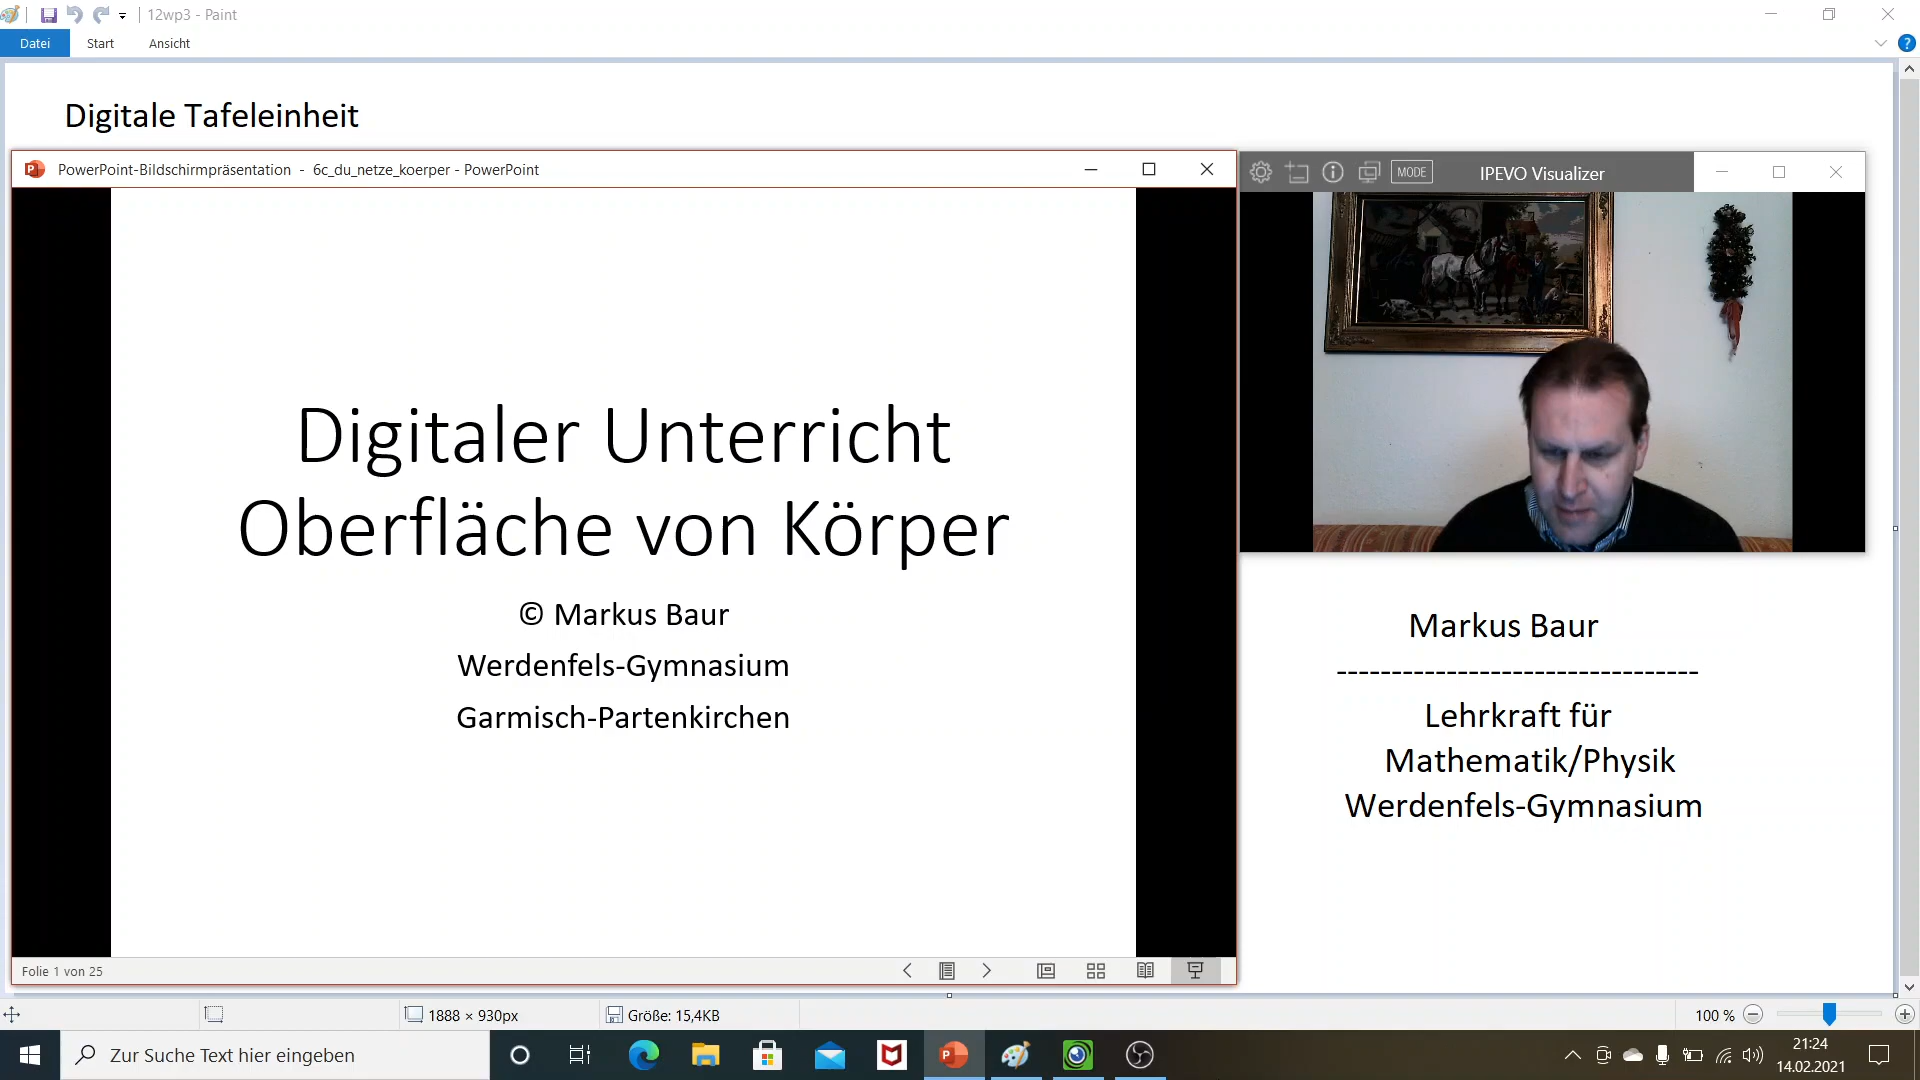 12wp3 - Paint
Datei Start Ansicht
Digitale Tafeleinheit
PowerPoint-Bildschirmpräsentation - 6c_du_netze_koerper - PowerPoint
MODE IPEVO Visualizer
Digitaler Unterricht
Oberfläche von Körper
© Markus Baur
Werdenfels-Gymnasium
Garmisch-Partenkirchen
Markus Baur
---------------------------------
Lehrkraft für
Mathematik/Physik
Werdenfels-Gymnasium
Folie 1 von 25
1888 × 930px Größe: 15,4KB 100 %
Zur Suche Text hier eingeben
21:24
14.02.2021